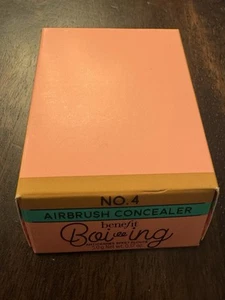 NO. 4
AIRBRUSH CONCEALER
benefit
Boi-ing